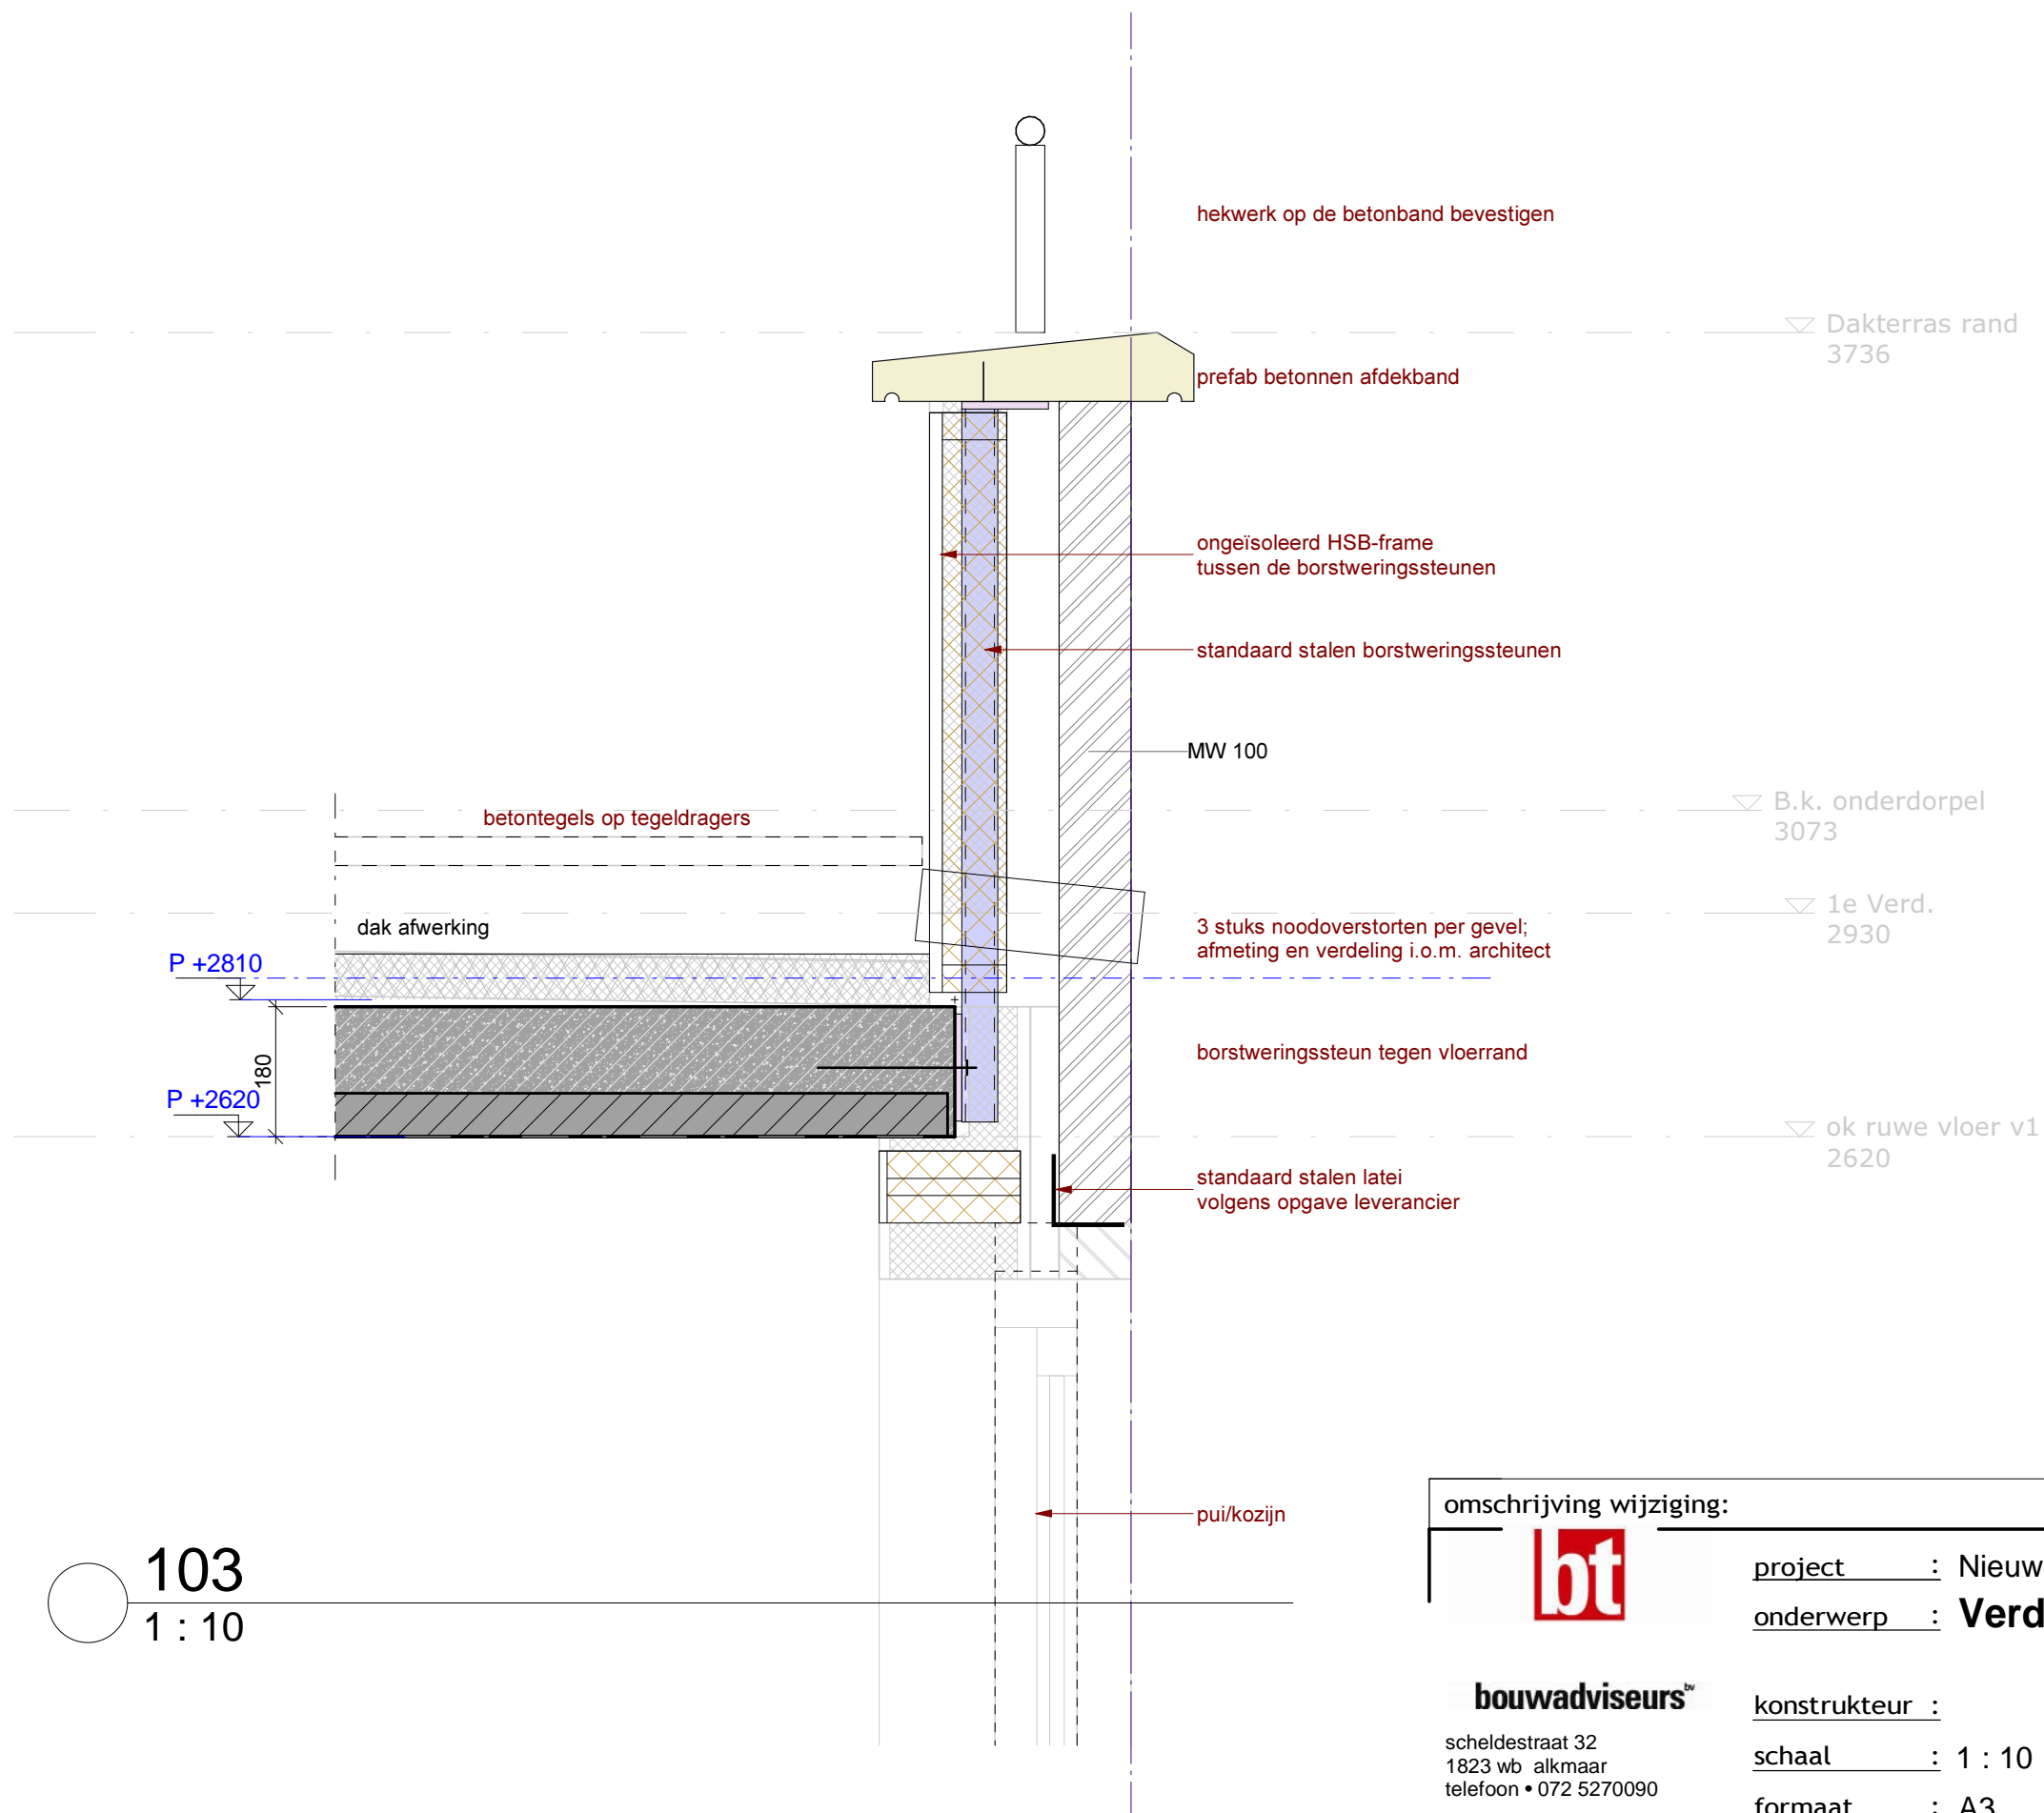 hekwerk op de betonband bevestigen
Dakterras rand
3736
prefab betonnen afdekband
ongeïsoleerd HSB-frame
tussen de borstweringssteunen
standaard stalen borstweringssteunen
MW 100
B.k. onderdorpel
3073
betontegels op tegeldragers
1e Verd.
2930
dak afwerking
3 stuks noodoverstorten per gevel;
afmeting en verdeling i.o.m. architect
P +2810
180
borstweringssteun tegen vloerrand
P +2620
ok ruwe vloer v1
2620
standaard stalen latei
volgens opgave leverancier
pui/kozijn
103
1 : 10
omschrijving wijziging:
bt
bouwadviseurs bv
scheldestraat 32
1823 wb alkmaar
telefoon • 072 5270090
project : Nieuw
onderwerp : Verd
konstrukteur :
schaal : 1 : 10
formaat : A3